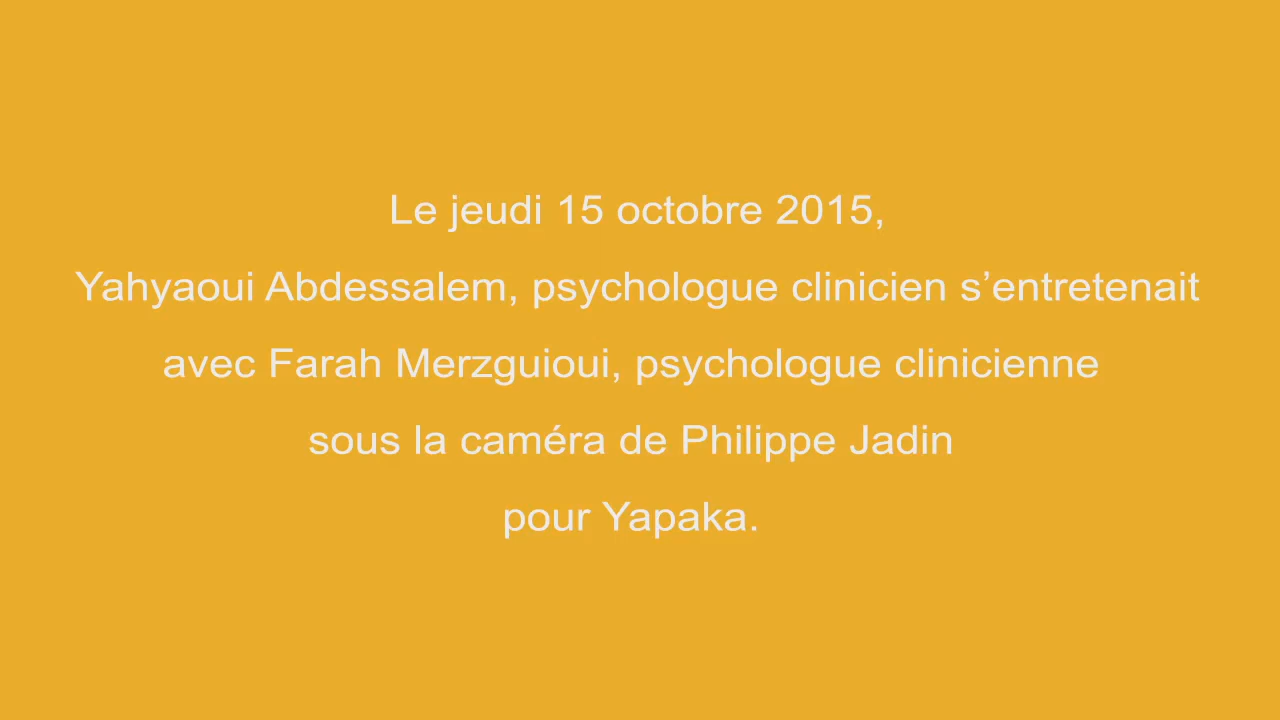 Le jeudi 15 octobre 2015,
Yahyaoui Abdessalem, psychologue clinicien s’entretenait
avec Farah Merzguioui, psychologue clinicienne
sous la caméra de Philippe Jadin
pour Yapaka.